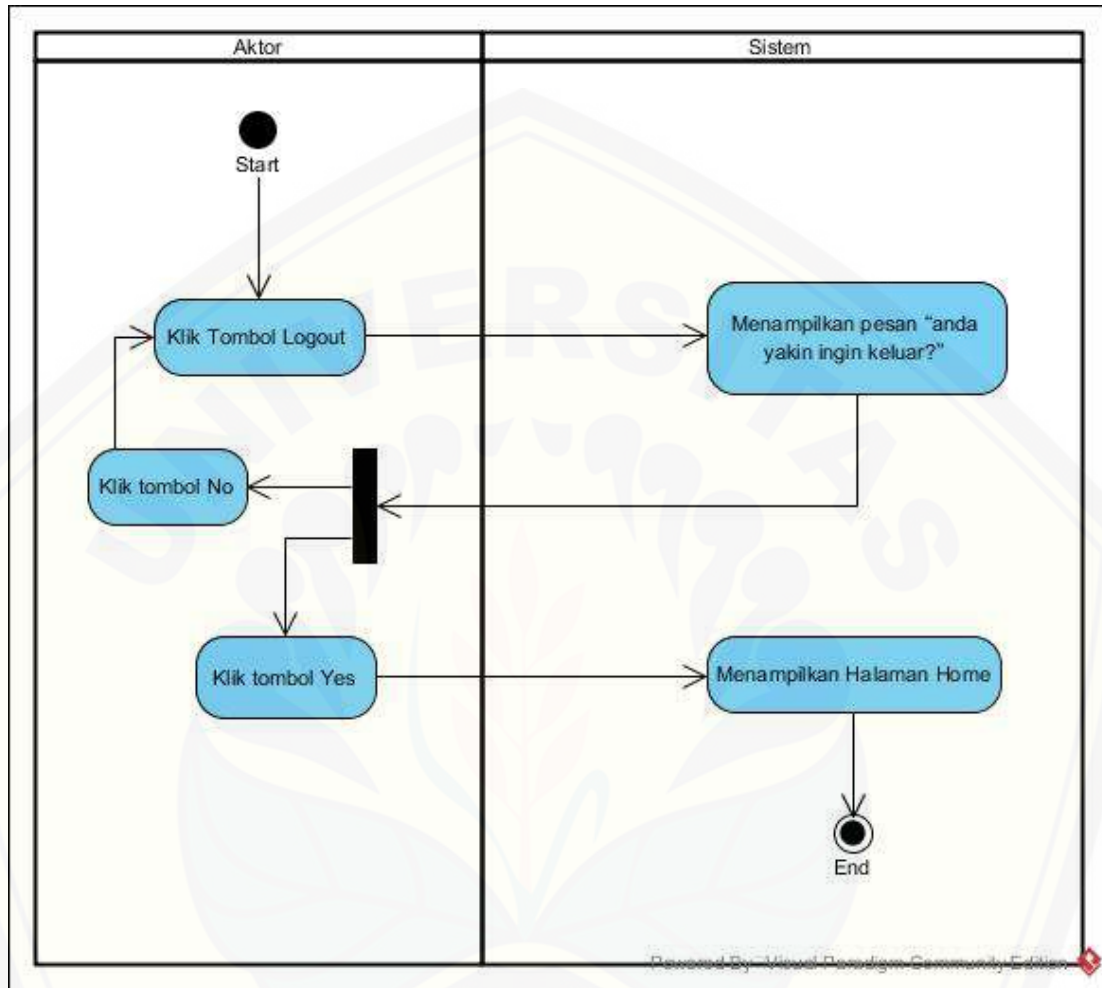 Aktor
Sistem
Start
Klik Tombol Logout
Menampilkan pesan “anda
yakin ingin keluar?”
Klik tombol No
Klik tombol Yes
Menampilkan Halaman Home
End
UNIVERSITAS
Powered By Visual Paradigm Community Edition